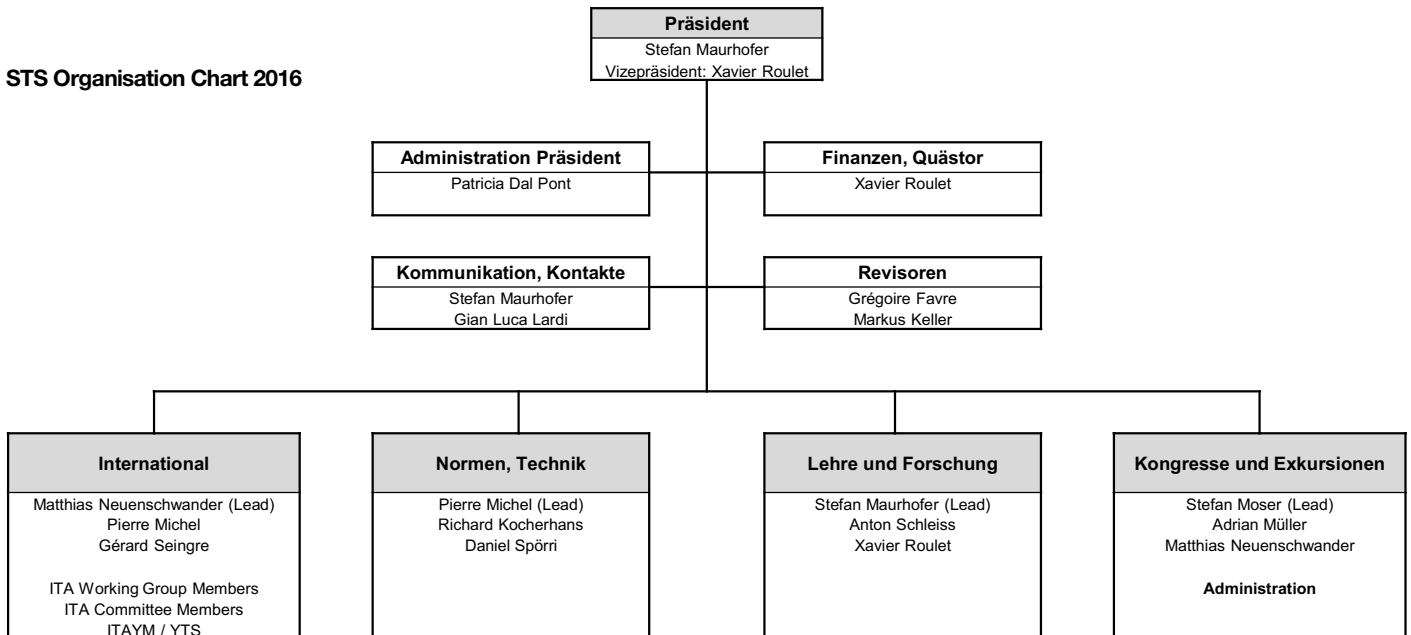 Präsident
Stefan Maurhofer
Vizepräsident: Xavier Roulet
STS Organisation Chart 2016
Administration Präsident
Patricia Dal Pont
Finanzen, Quästor
Xavier Roulet
Kommunikation, Kontakte
Stefan Maurhofer
Gian Luca Lardi
Revisoren
Grégoire Favre
Markus Keller
International
Matthias Neuenschwander (Lead)
Pierre Michel
Gérard Seingre
ITA Working Group Members
ITA Committee Members
ITAYM / YTS
Normen, Technik
Pierre Michel (Lead)
Richard Kocherhans
Daniel Spörri
Lehre und Forschung
Stefan Maurhofer (Lead)
Anton Schleiss
Xavier Roulet
Kongresse und Exkursionen
Stefan Moser (Lead)
Adrian Müller
Matthias Neuenschwander
Administration